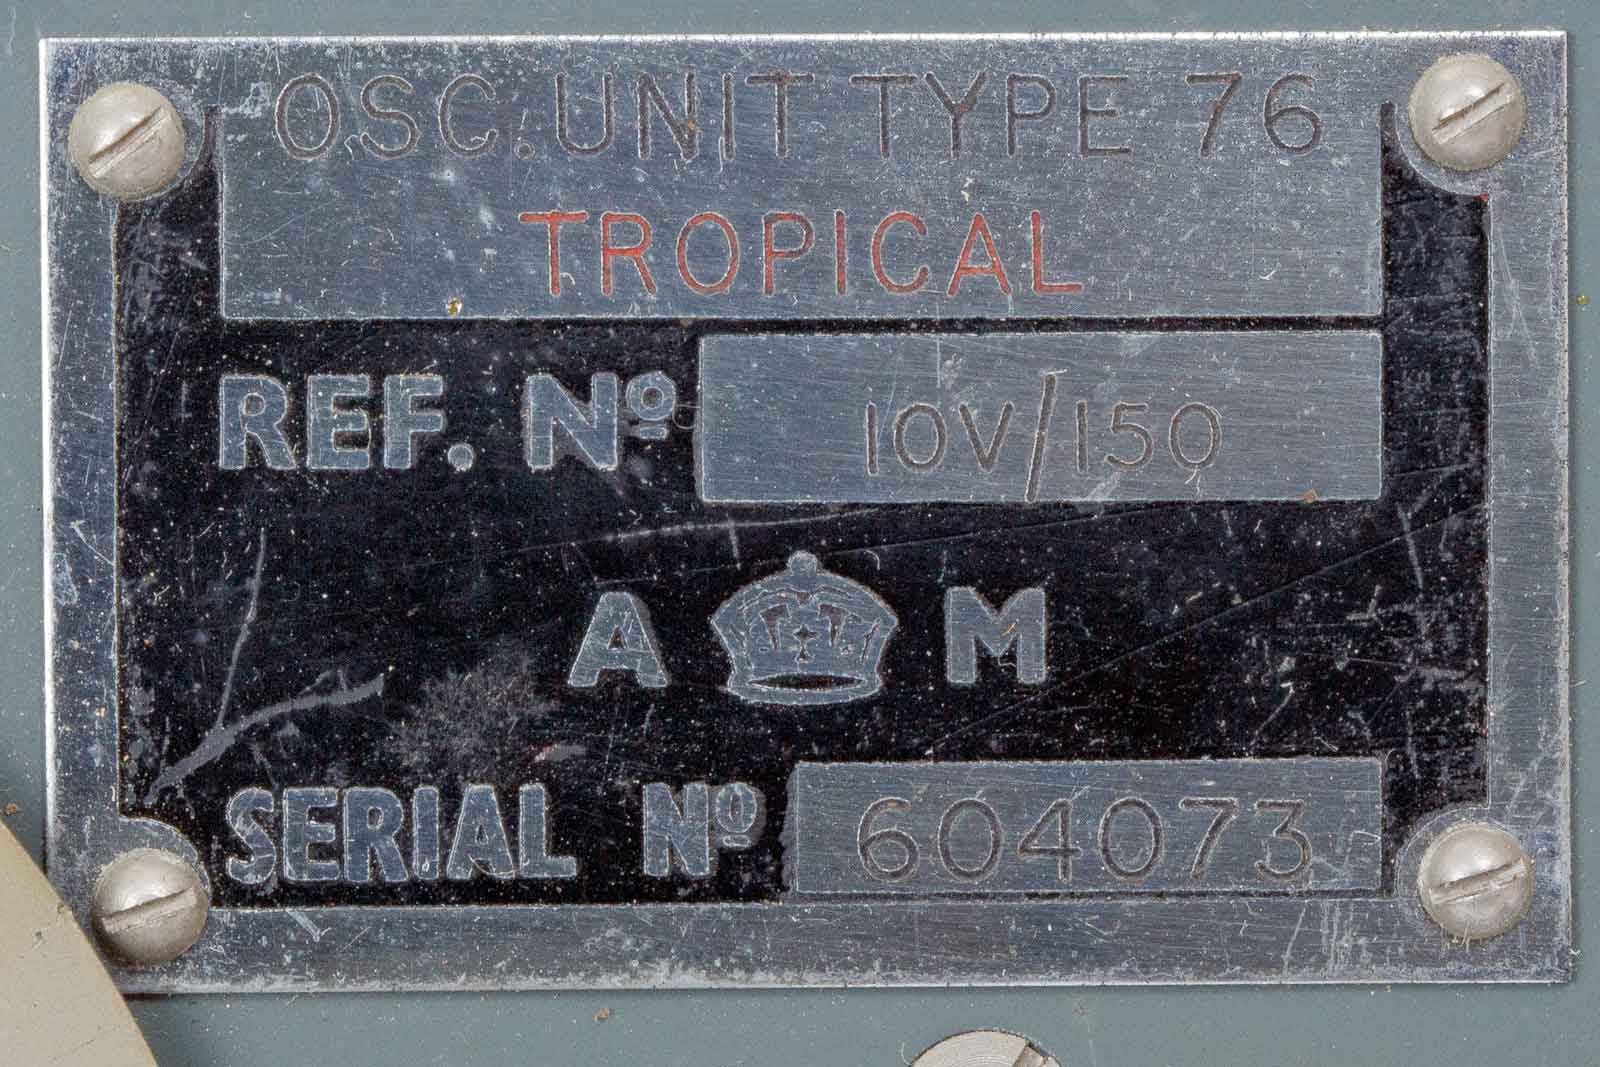 OSC. UNIT TYPE 76
TROPICAL
REF. Nº 10V/150
A M
SERIAL Nº 604073